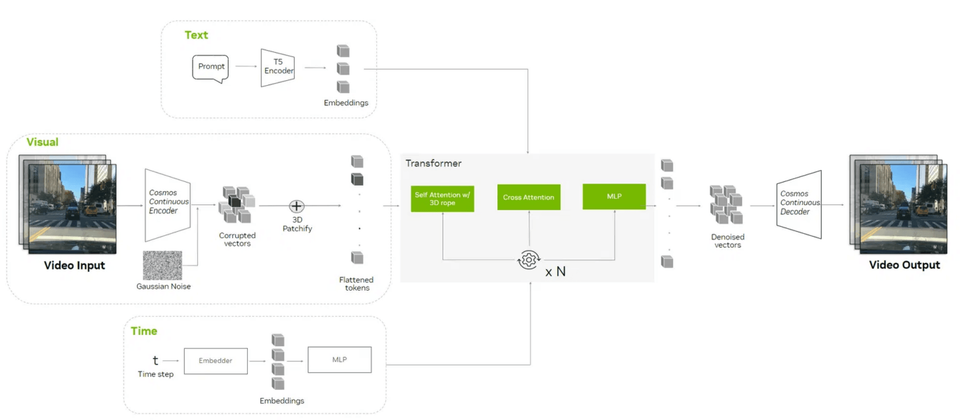 Text
Prompt
T5
Encoder
Embeddings
Visual
Video Input
Cosmos
Continuous
Encoder
Gaussian Noise
Corrupted
vectors
3D
Patchify
Flattened
tokens
Transformer
Self Attention w/
3D rope
Cross Attention
MLP
x N
Denoised
vectors
Cosmos
Continuous
Decoder
Video Output
Time
t
Time step
Embedder
Embeddings
MLP